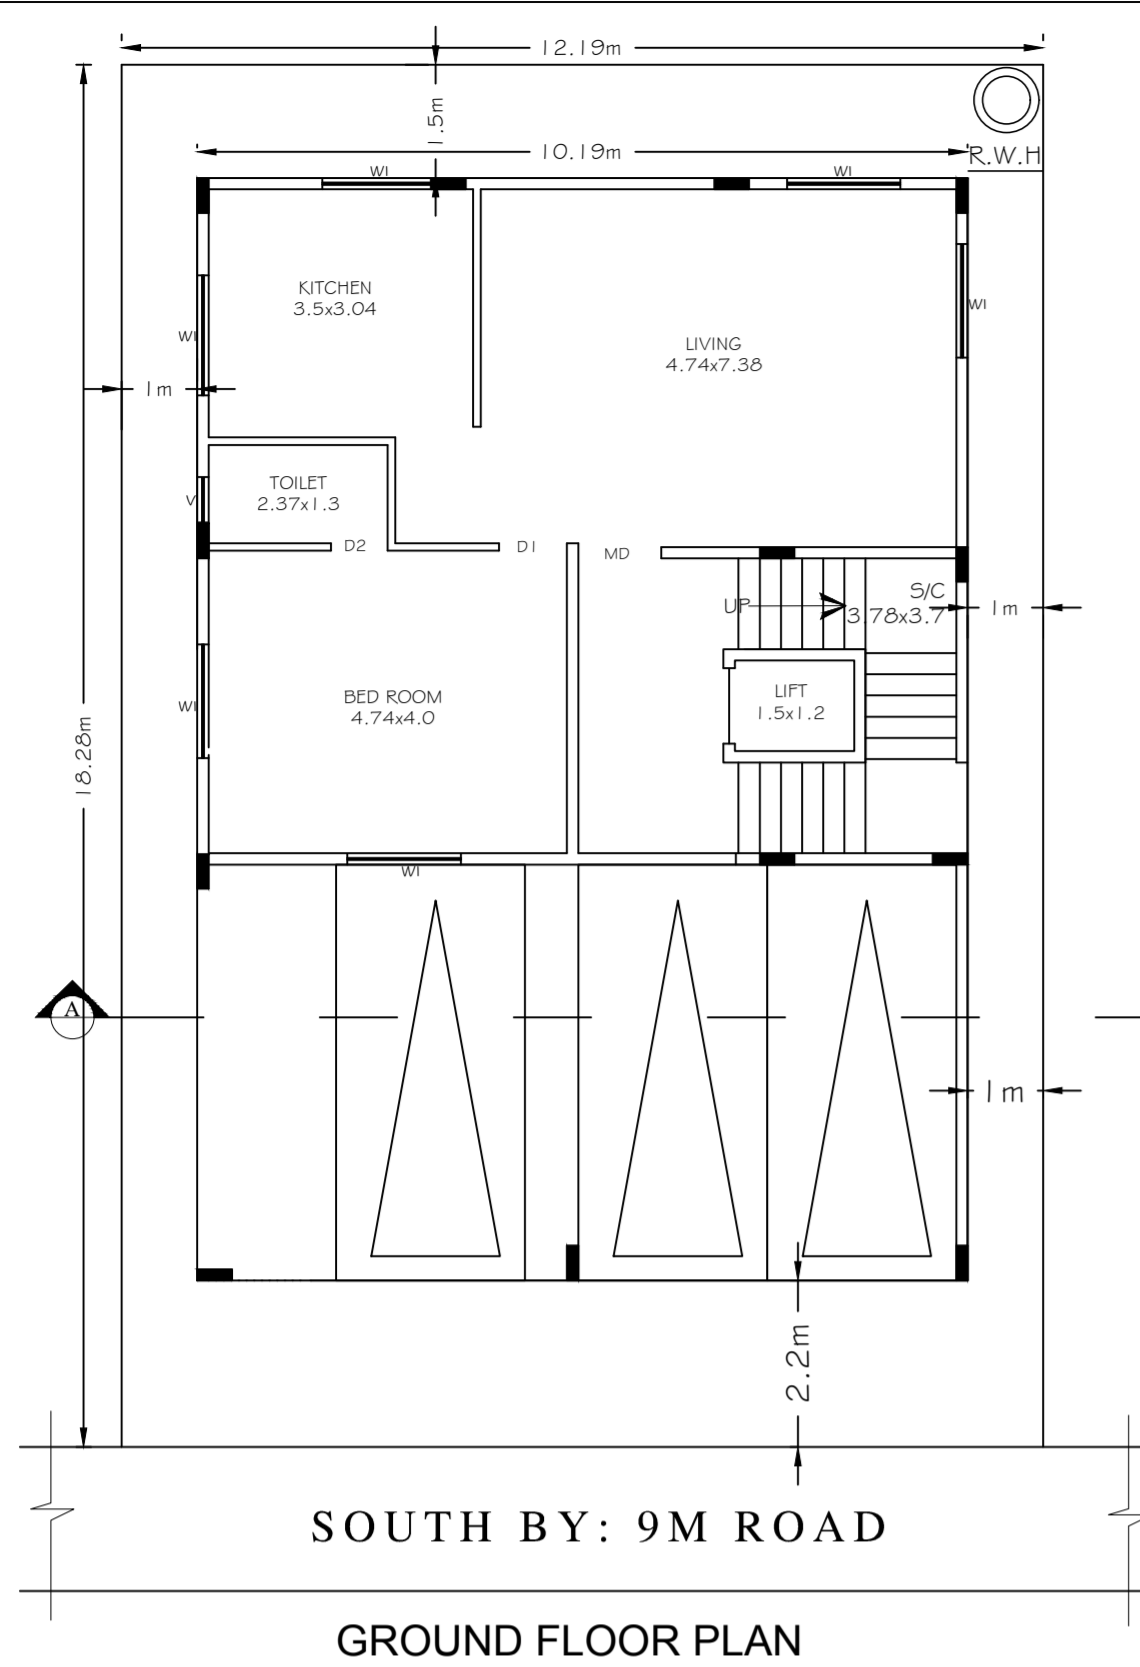 12.19m
1.5m
10.19m
R.W.H
WI
WI
KITCHEN
3.5x3.04
WI
WI
LIVING
4.74x7.38
1m
TOILET
2.37x1.3
V
D2
D1
MD
S/C
3.78x3.7
UP
1m
LIFT
1.5x1.2
BED ROOM
4.74x4.0
WI
18.28m
WI
A
1m
2.2m
SOUTH BY: 9M ROAD
GROUND FLOOR PLAN